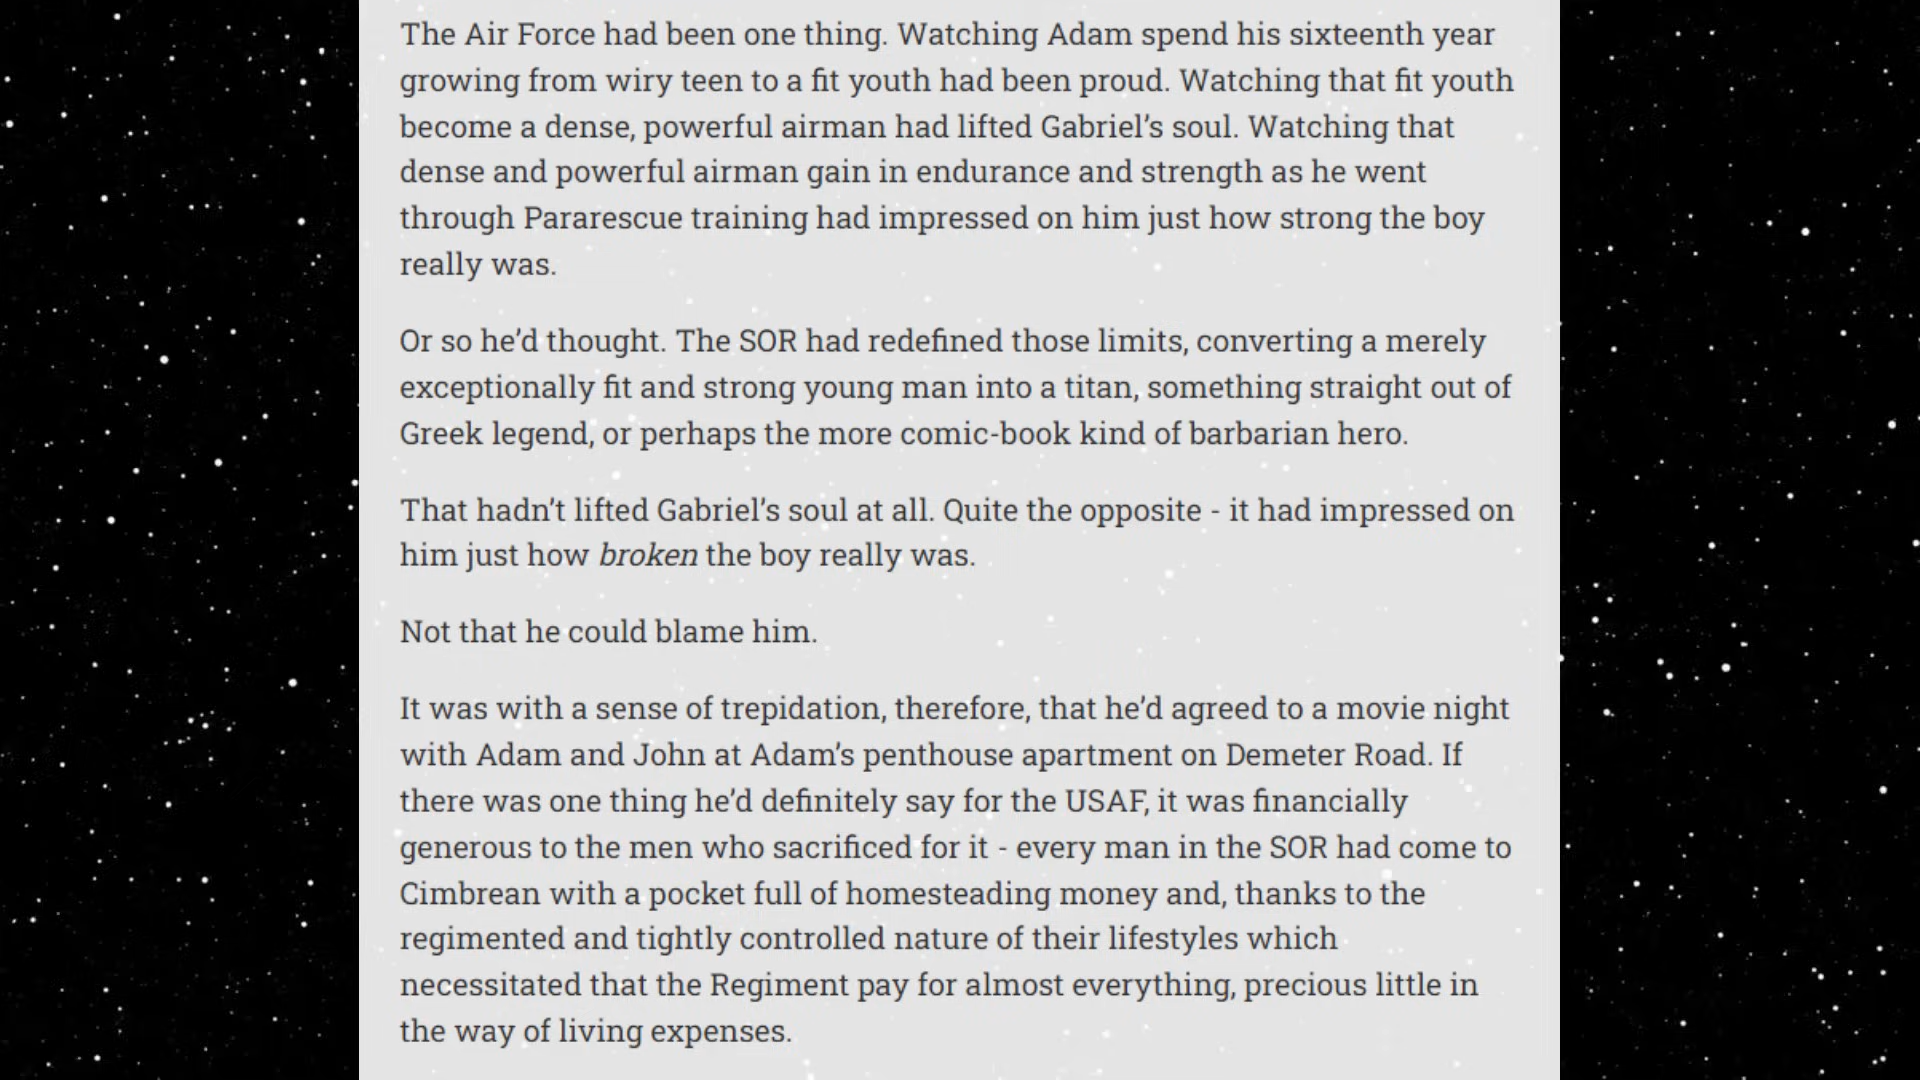 The Air Force had been one thing. Watching Adam spend his sixteenth year
growing from wiry teen to a fit youth had been proud. Watching that fit youth
become a dense, powerful airman had lifted Gabriel’s soul. Watching that
dense and powerful airman gain in endurance and strength as he went
through Pararescue training had impressed on him just how strong the boy
really was.
Or so he’d thought. The SOR had redefined those limits, converting a merely
exceptionally fit and strong young man into a titan, something straight out of
Greek legend, or perhaps the more comic-book kind of barbarian hero.
That hadn’t lifted Gabriel’s soul at all. Quite the opposite - it had impressed on
him just how broken the boy really was.
Not that he could blame him.
It was with a sense of trepidation, therefore, that he’d agreed to a movie night
with Adam and John at Adam’s penthouse apartment on Demeter Road. If
there was one thing he’d definitely say for the USAF, it was financially
generous to the men who sacrificed for it - every man in the SOR had come to
Cimbrean with a pocket full of homesteading money and, thanks to the
regimented and tightly controlled nature of their lifestyles which
necessitated that the Regiment pay for almost everything, precious little in
the way of living expenses.